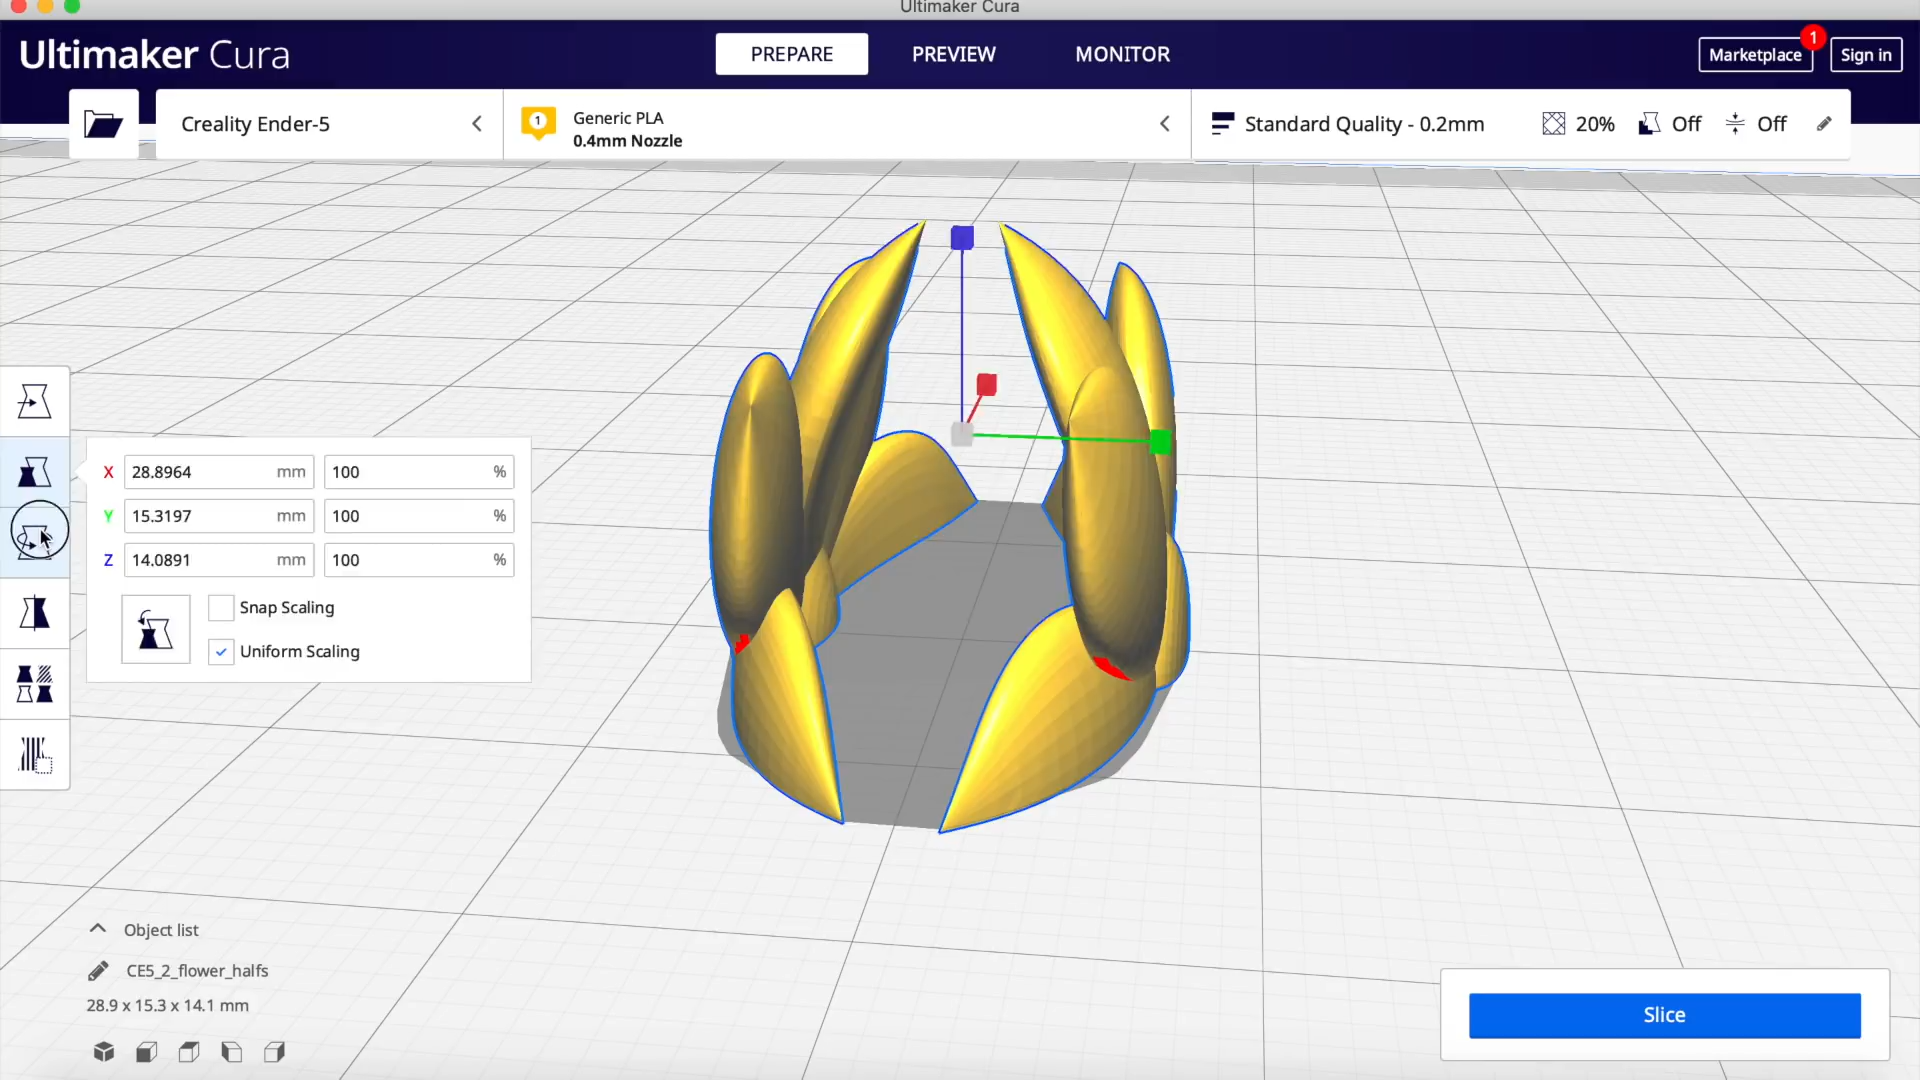 Ultimaker Cura
Ultimaker Cura
PREPARE
PREVIEW
MONITOR
Marketplace
1
Sign in
Creality Ender-5
1
Generic PLA
0.4mm Nozzle
Standard Quality - 0.2mm
20%
Off
Off
X 28.8964 mm 100 %
Y 15.3197 mm 100 %
Z 14.0891 mm 100 %
Snap Scaling
Uniform Scaling
Object list
CE5_2_flower_halfs
28.9 x 15.3 x 14.1 mm
Slice